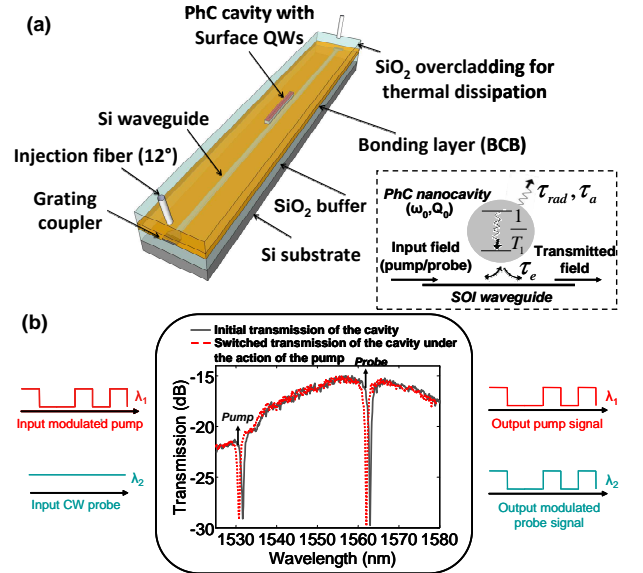 (a)
PhC cavity with
Surface QWs
SiO2 overcladding for
thermal dissipation
Si waveguide
Injection fiber (12°)
Bonding layer (BCB)
Grating
coupler
SiO2 buffer
Si substrate
PhC nanocavity
(ω0,Q0)
τrad , τa
1
T1
Input field
(pump/probe)
Transmitted
field
τe
SOI waveguide
(b)
Initial transmission of the cavity
Switched transmission of the cavity under
the action of the pump
Probe
Pump
-15
-20
-25
-30
Transmission (dB)
1530 1540 1550 1560 1570 1580
Wavelength (nm)
λ1
Input modulated pump
λ2
Input CW probe
λ1
Output pump signal
λ2
Output modulated
probe signal